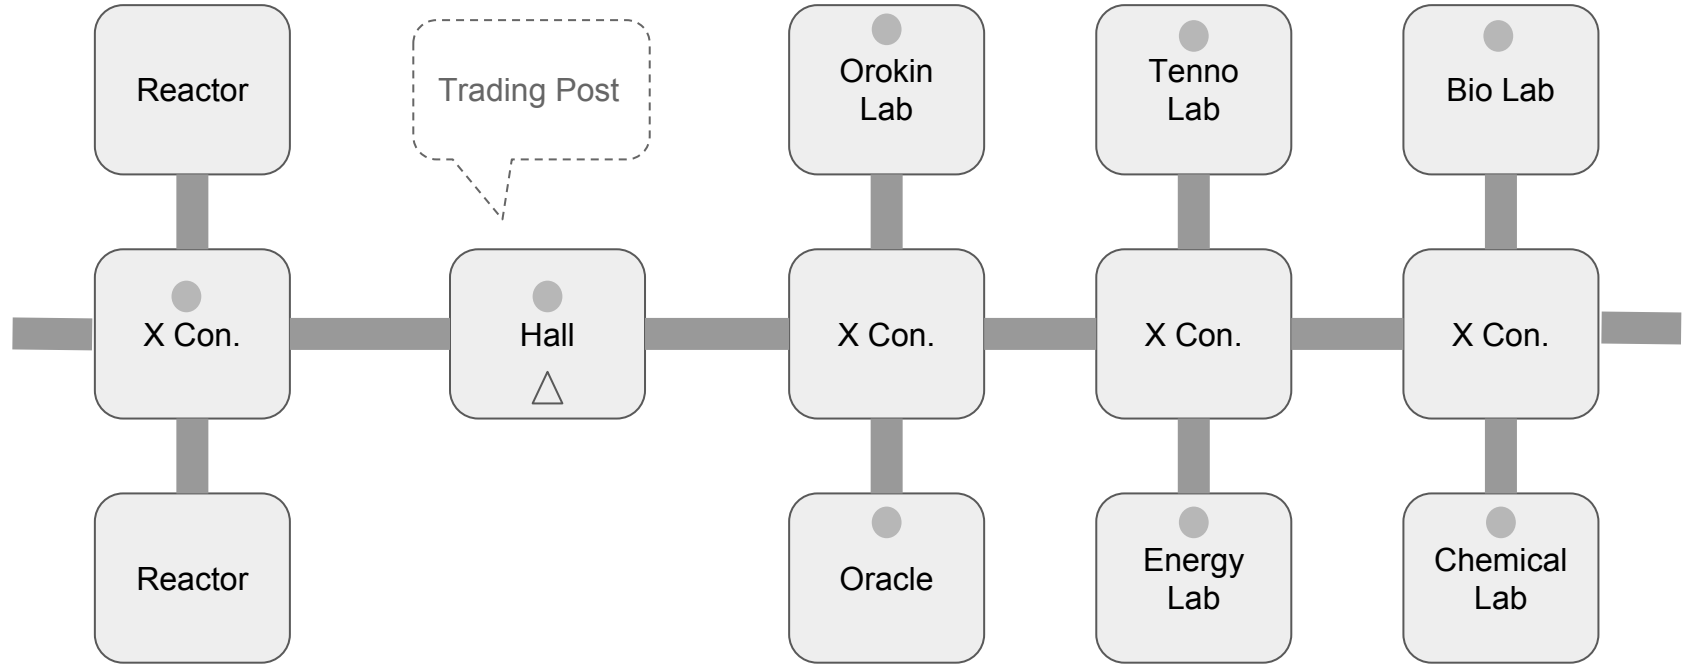 Reactor
Trading Post
Orokin
Lab
Tenno
Lab
Bio Lab
X Con.
Hall
X Con.
X Con.
X Con.
Reactor
Oracle
Energy
Lab
Chemical
Lab